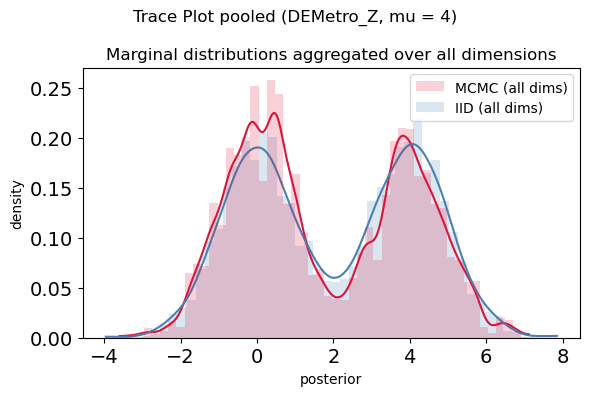 Trace Plot pooled (DEMetro_Z, mu = 4)
Marginal distributions aggregated over all dimensions
MCMC (all dims)
IID (all dims)
density
0.25
0.20
0.15
0.10
0.05
0.00
−4 −2 0 2 4 6 8
posterior